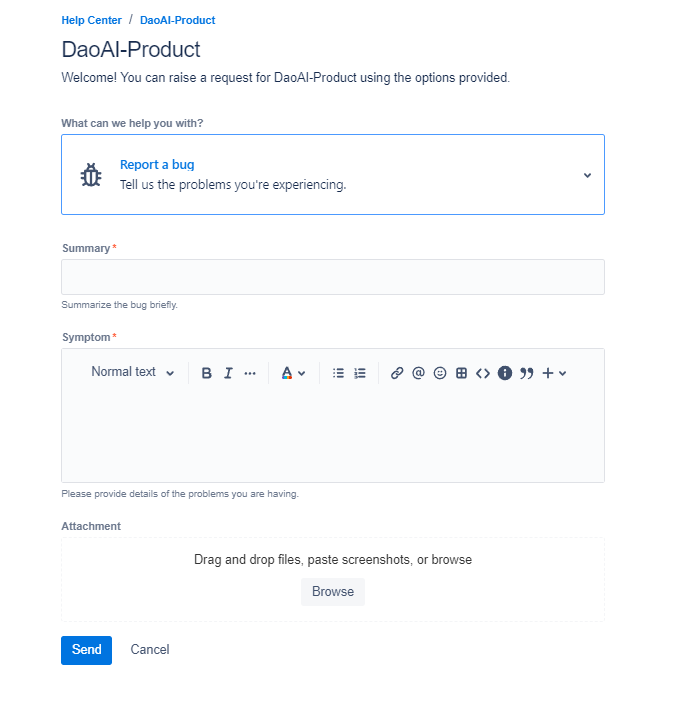 Help Center / DaoAI-Product
DaoAI-Product
Welcome! You can raise a request for DaoAI-Product using the options provided.
What can we help you with?
Report a bug
Tell us the problems you're experiencing.
Summary *
Summarize the bug briefly.
Symptom *
Normal text B I ... A @
Please provide details of the problems you are having.
Attachment
Drag and drop files, paste screenshots, or browse
Browse
Send Cancel